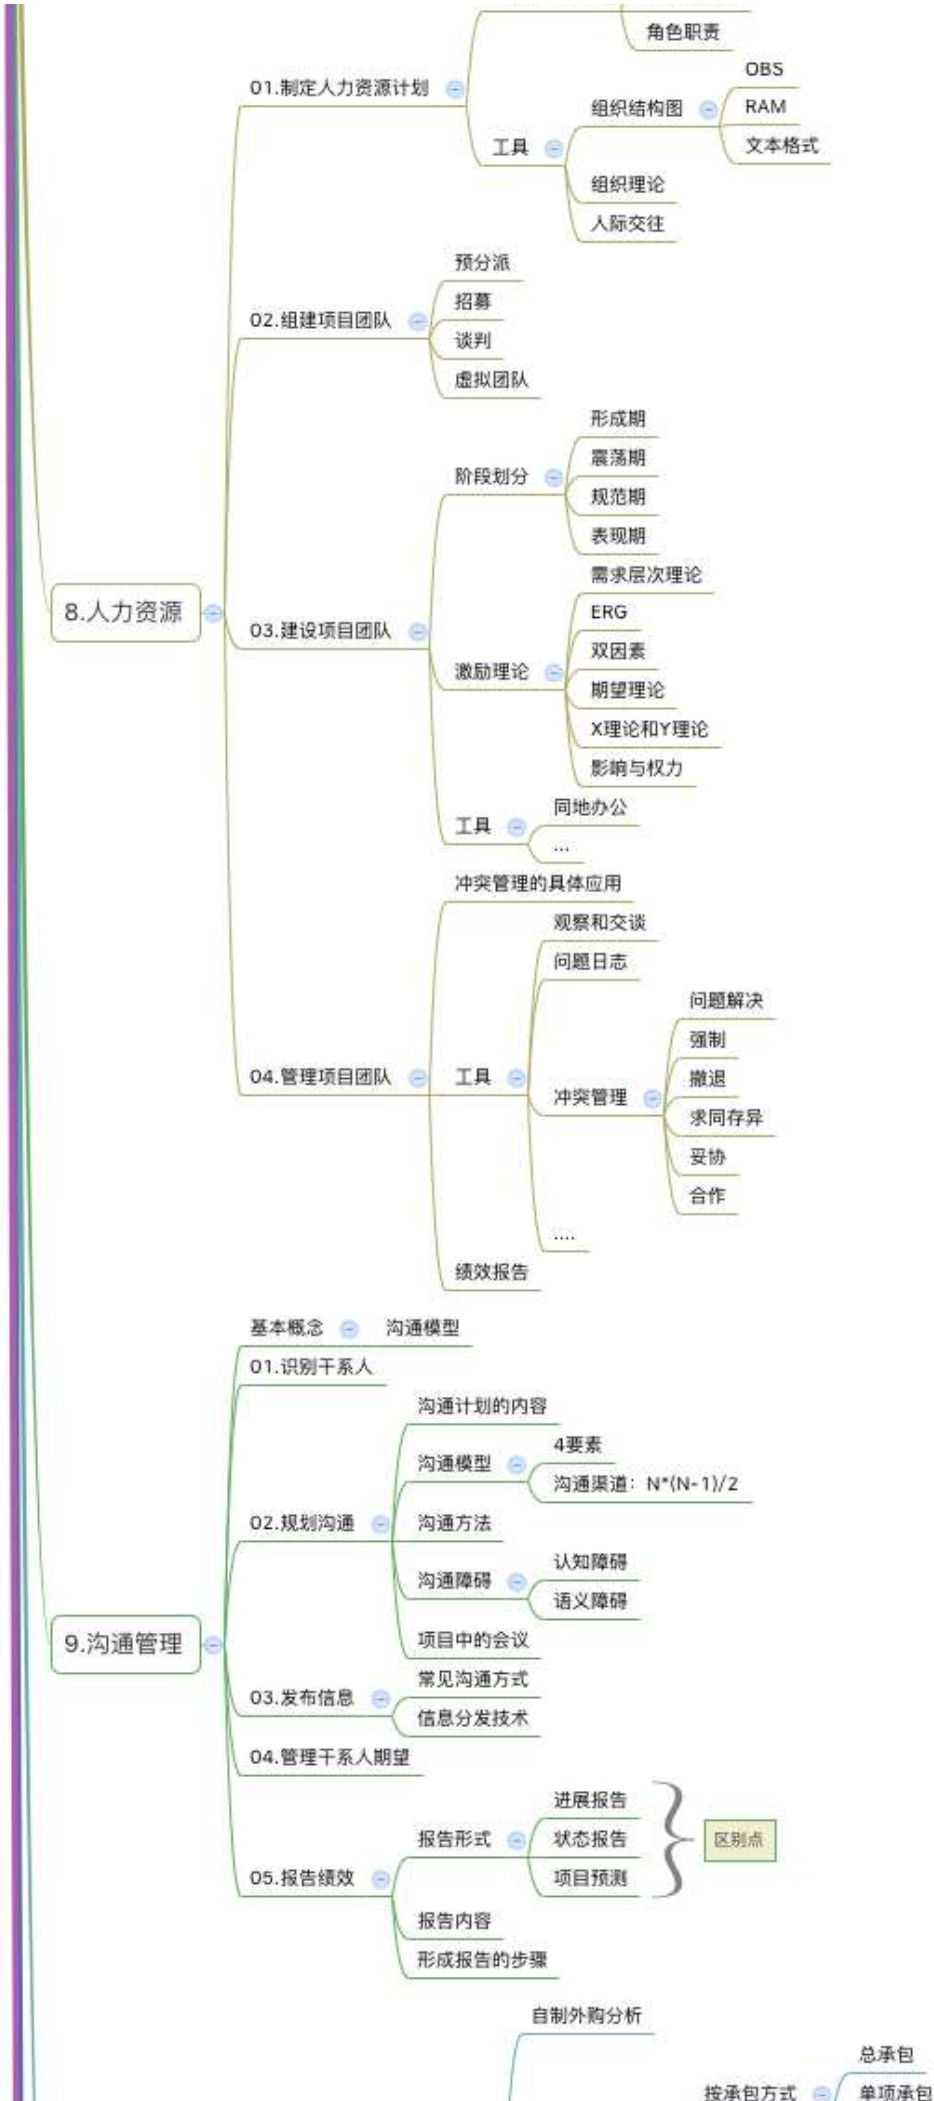 角色职责
01.制定人力资源计划
OBS
组织结构图
RAM
工具
文本格式
组织理论
人际交往
预分派
招募
02.组建项目团队
谈判
虚拟团队
形成期
震荡期
阶段划分
规范期
表现期
需求层次理论
8.人力资源
ERG
03.建设项目团队
双因素
激励理论
期望理论
X理论和Y理论
影响与权力
同地办公
工具
...
冲突管理的具体应用
观察和交谈
问题日志
问题解决
强制
04.管理项目团队
工具
撤退
冲突管理
求同存异
妥协
合作
....
绩效报告
基本概念
沟通模型
01.识别干系人
沟通计划的内容
4要素
沟通模型
沟通渠道：N*(N-1)/2
02.规划沟通
沟通方法
认知障碍
沟通障碍
语义障碍
9.沟通管理
项目中的会议
常见沟通方式
03.发布信息
信息分发技术
04.管理干系人期望
进展报告
报告形式
状态报告
区别点
05.报告绩效
项目预测
报告内容
形成报告的步骤
自制外购分析
总承包
按承包方式
单项承包